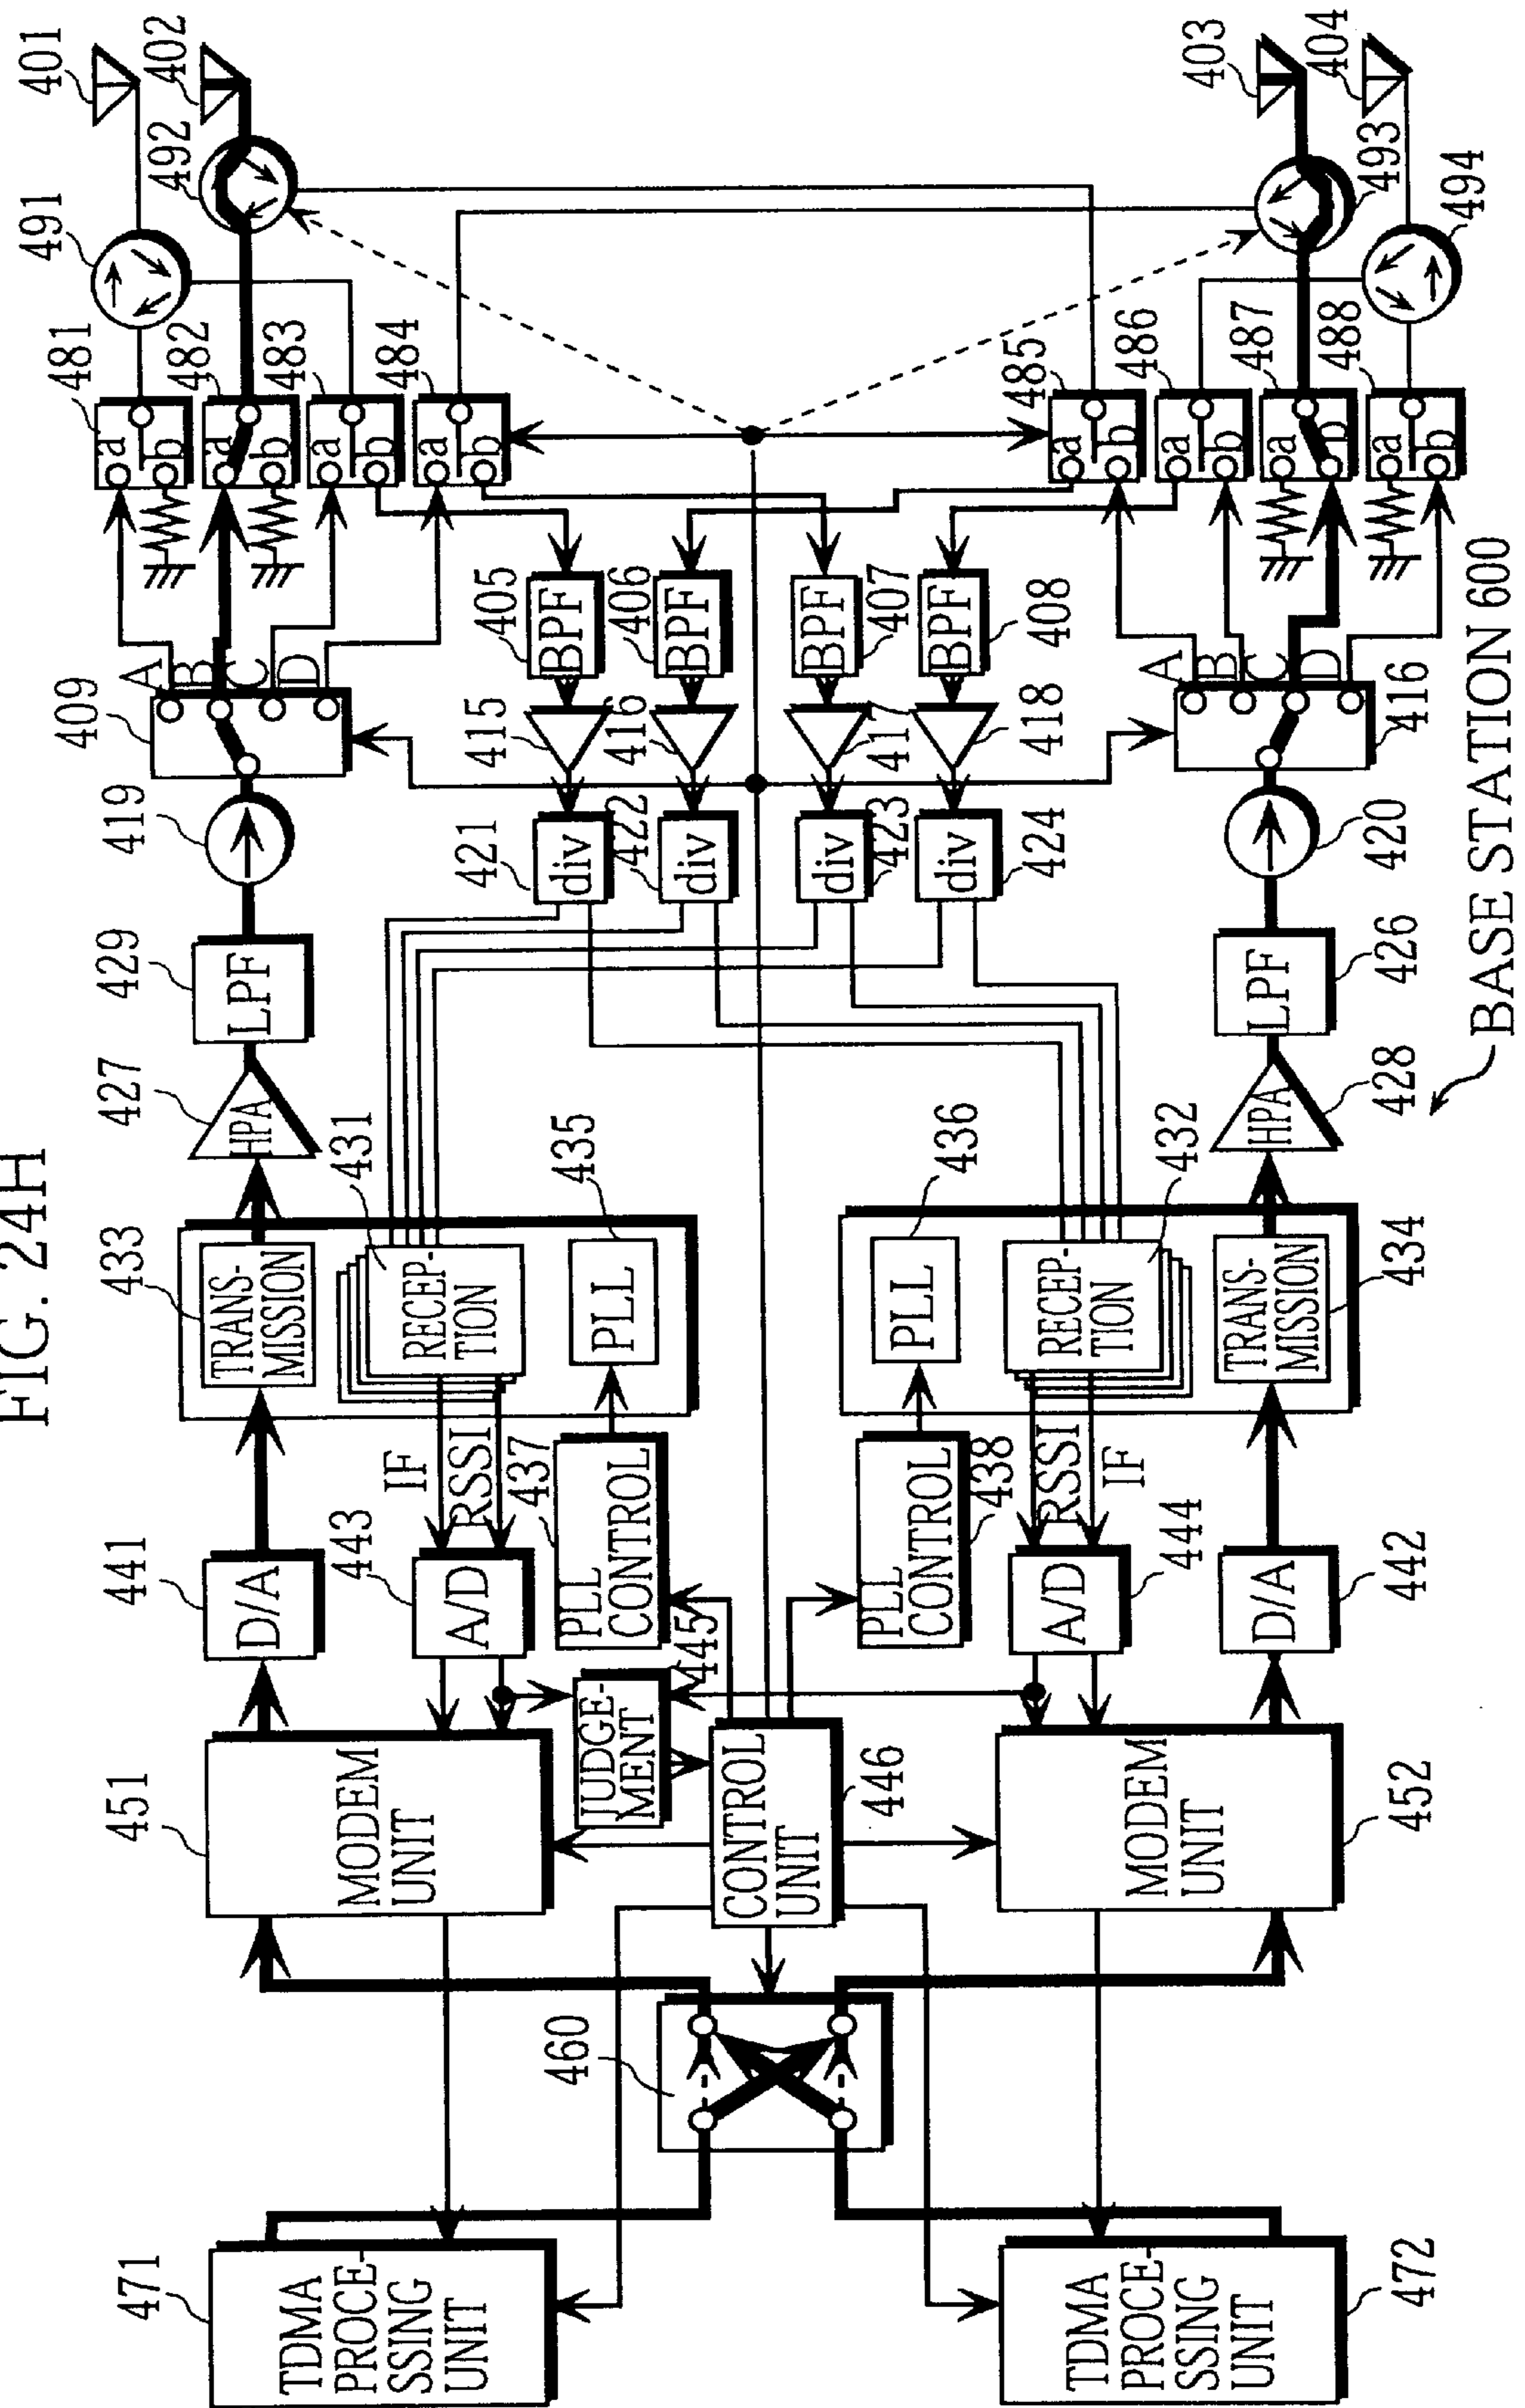 FIG. 24H
471
TDMA
PROCE-
SSING
UNIT
472
TDMA
PROCE-
SSING
UNIT
460
451
MODEM
UNIT
JUDGE-
MENT
445
CONTROL
UNIT
446
MODEM
UNIT
452
441
D/A
443
A/D
IF
RSSI
437
PLL
CONTROL
PLL
CONTROL
438
RSSI
IF
A/D
444
D/A
442
433
TRANS-
MISSION
431
RECEP-
TION
435
PLL
436
PLL
432
RECEP-
TION
TRANS-
MISSION
434
427
HPA
HPA
428
429
LPF
LPF
426
419
420
421
div
422
div
div
423
div
424
415
416
417
418
405
BPF
406
BPF
BPF
407
BPF
408
409
A
B
C
D
A
B
C
D
416
481
a
b
482
a
b
483
a
b
484
a
b
485
a
b
486
a
b
487
a
b
488
a
b
491
492
493
494
401
402
403
404
BASE STATION 600